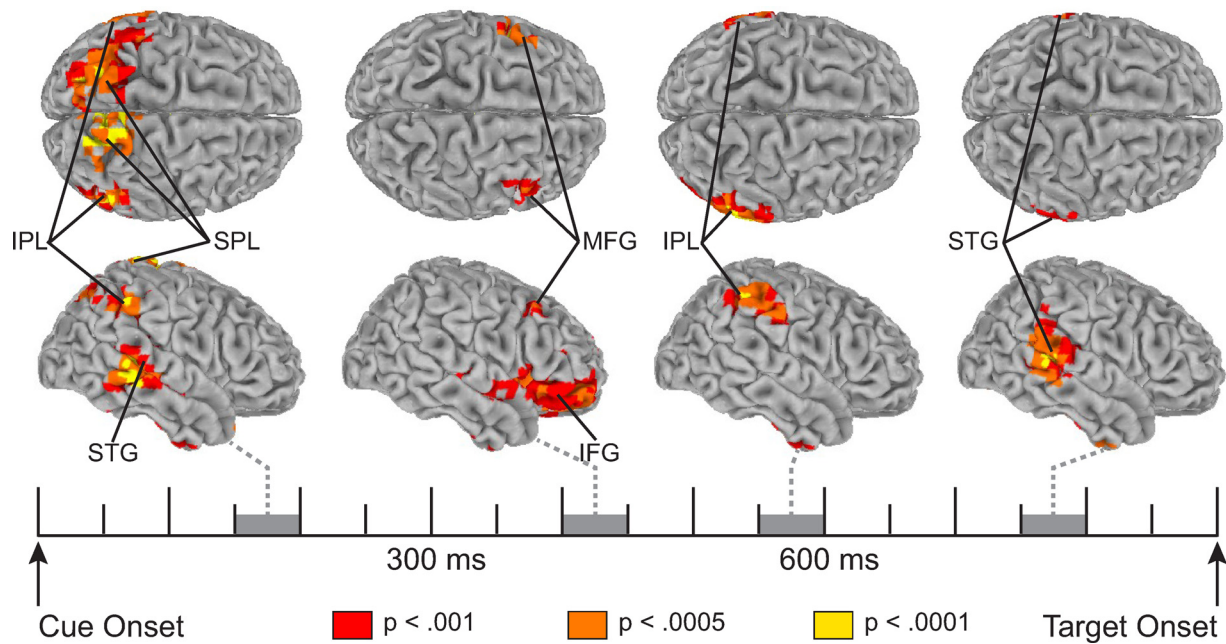 IPL
SPL
MFG
IPL
STG
STG
IFG
300 ms
600 ms
Cue Onset
p < .001
p < .0005
p < .0001
Target Onset